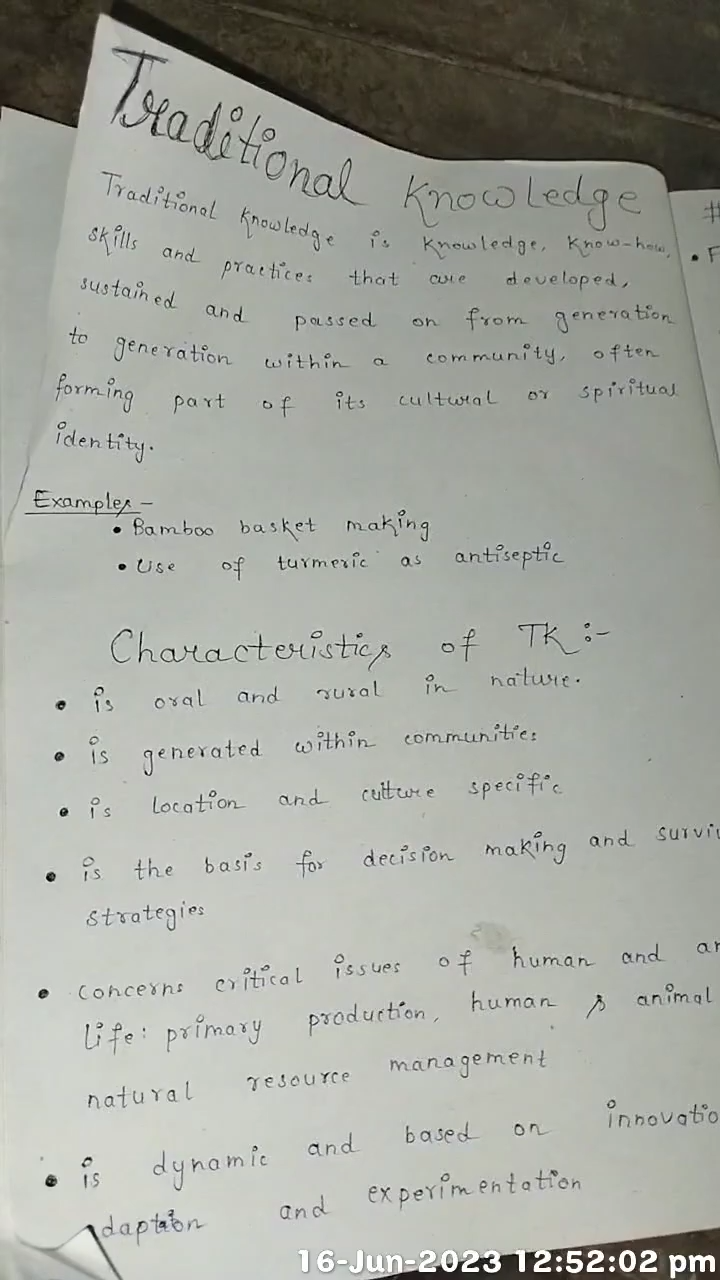 Traditional Knowledge
Traditional Knowledge is Knowledge, Know-how,
skills and practices that are developed,
sustained and passed on from generation
to generation within a community, often
forming part of its cultural or spiritual
identity.
Examples -
• Bamboo basket making
• Use of turmeric as antiseptic
Characteristics of TK :-
• is oral and rural in nature.
• is generated within communities
• is location and culture specific
• is the basis for decision making and survi
strategies
• concerns critical issues of human and an
life: primary production, human & animal
natural resource management
• is dynamic and based on innovatio
daption and experimentation
#
• F
16-Jun-2023 12:52:02 pm